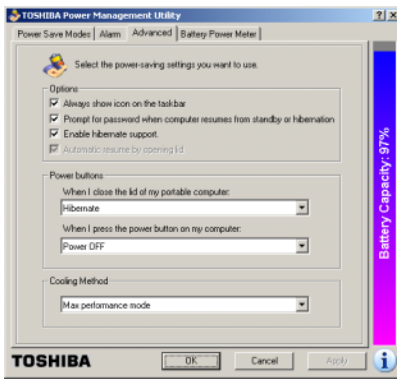 TOSHIBA Power Management Utility
Power Save Modes Alarm Advanced Battery Power Meter
Select the power-saving settings you want to use.
Options
Always show icon on the taskbar
Prompt for password when computer resumes from standby or hibernation
Enable hibernate support.
Automatic resume by opening lid
Power buttons
When I close the lid of my portable computer:
Hibernate
When I press the power button on my computer:
Power OFF
Cooling Method
Max performance mode
Battery Capacity: 97%
TOSHIBA OK Cancel Apply